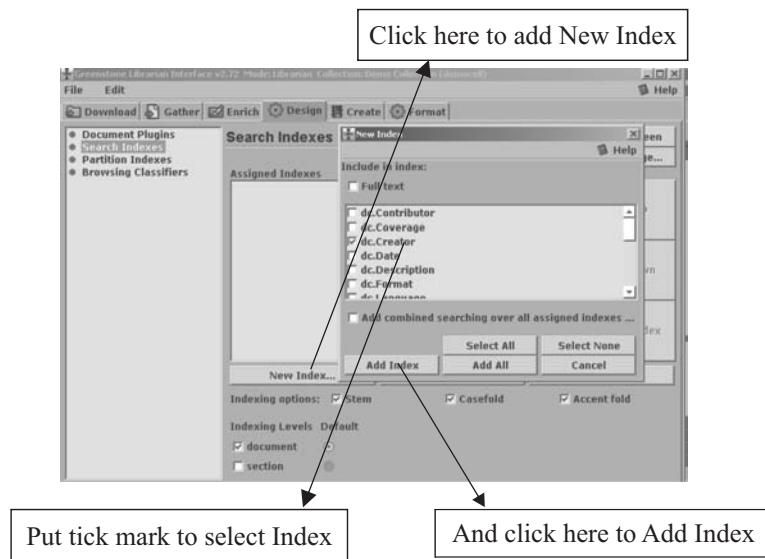 Click here to add New Index
Greenstone Librarian Interface v2.72 Mode: Librarian Collection: Demo Collection (democoll)
File Edit Help
Download Gather Enrich Design Create Format
Document Plugins
Search Indexes
Partition Indexes
Browsing Classifiers
Search Indexes
Assigned Indexes
New Index
Help
Include in index:
Full text
dc.Contributor
dc.Coverage
dc.Creator
dc.Date
dc.Description
dc.Format
dc.Language
Add combined searching over all assigned indexes ...
Select All Select None
Add Index Add All Cancel
New Index...
Indexing options: Stem Casefold Accent fold
Indexing Levels Default
document
section
Put tick mark to select Index
And click here to Add Index